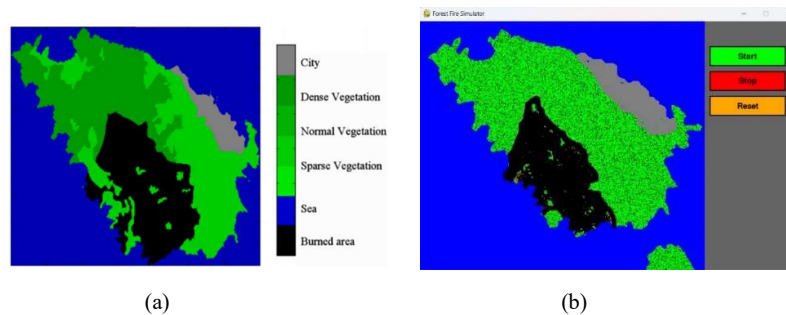 City
Dense Vegetation
Normal Vegetation
Sparse Vegetation
Sea
Burned area
(a)
Forest Fire Simulator
Start
Stop
Reset
(b)